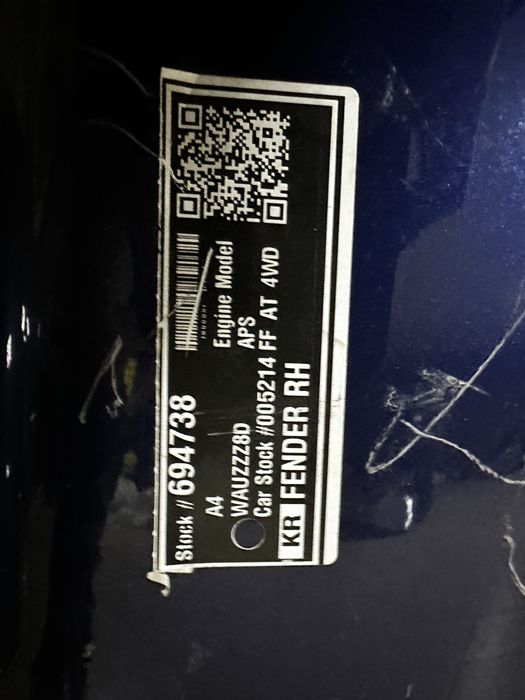 Stock # 694738
A4 Engine Model
WAUZZZ8D APS
Car Stock #005214 FF AT 4WD
KR FENDER RH